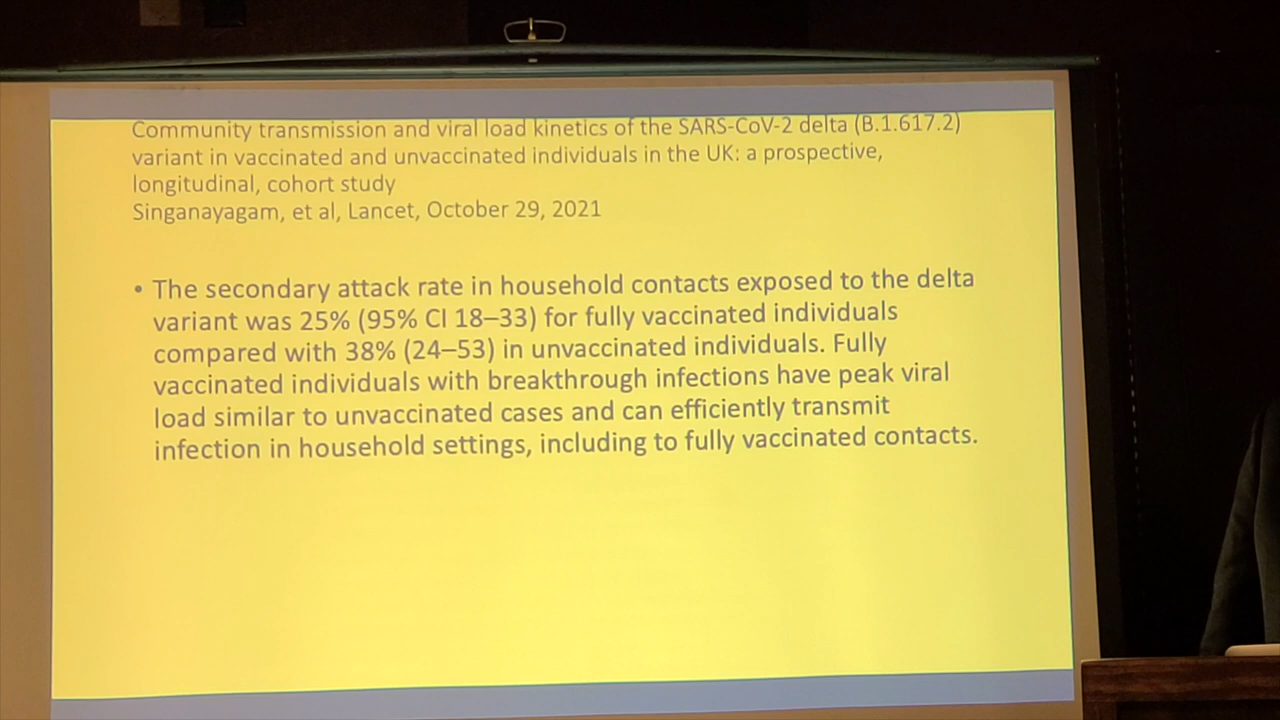 Community transmission and viral load kinetics of the SARS-CoV-2 delta (B.1.617.2)
variant in vaccinated and unvaccinated individuals in the UK: a prospective,
longitudinal, cohort study
Singanayagam, et al, Lancet, October 29, 2021
• The secondary attack rate in household contacts exposed to the delta
variant was 25% (95% CI 18–33) for fully vaccinated individuals
compared with 38% (24–53) in unvaccinated individuals. Fully
vaccinated individuals with breakthrough infections have peak viral
load similar to unvaccinated cases and can efficiently transmit
infection in household settings, including to fully vaccinated contacts.